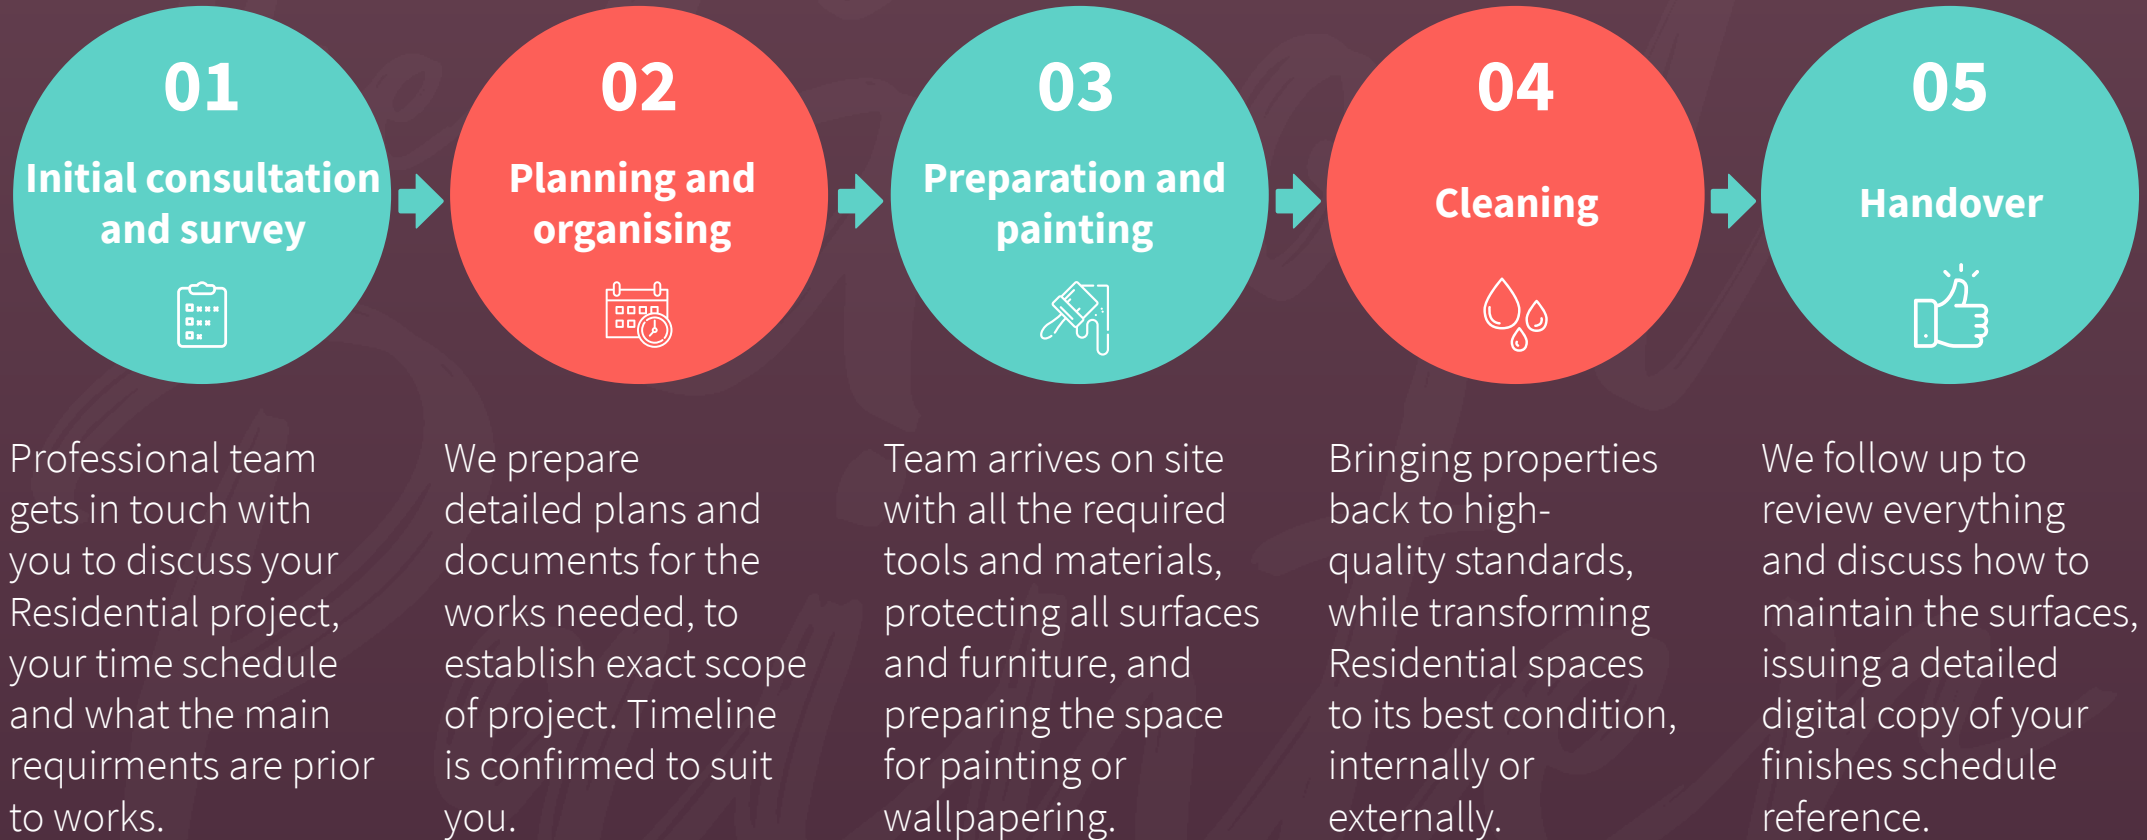 01
Initial consultation
and survey
Professional team
gets in touch with
you to discuss your
Residential project,
your time schedule
and what the main
requirments are prior
to works.
02
Planning and
organising
We prepare
detailed plans and
documents for the
works needed, to
establish exact scope
of project. Timeline
is confirmed to suit
you.
03
Preparation and
painting
Team arrives on site
with all the required
tools and materials,
protecting all surfaces
and furniture, and
preparing the space
for painting or
wallpapering.
04
Cleaning
Bringing properties
back to high-
quality standards,
while transforming
Residential spaces
to its best condition,
internally or
externally.
05
Handover
We follow up to
review everything
and discuss how to
maintain the surfaces,
issuing a detailed
digital copy of your
finishes schedule
reference.